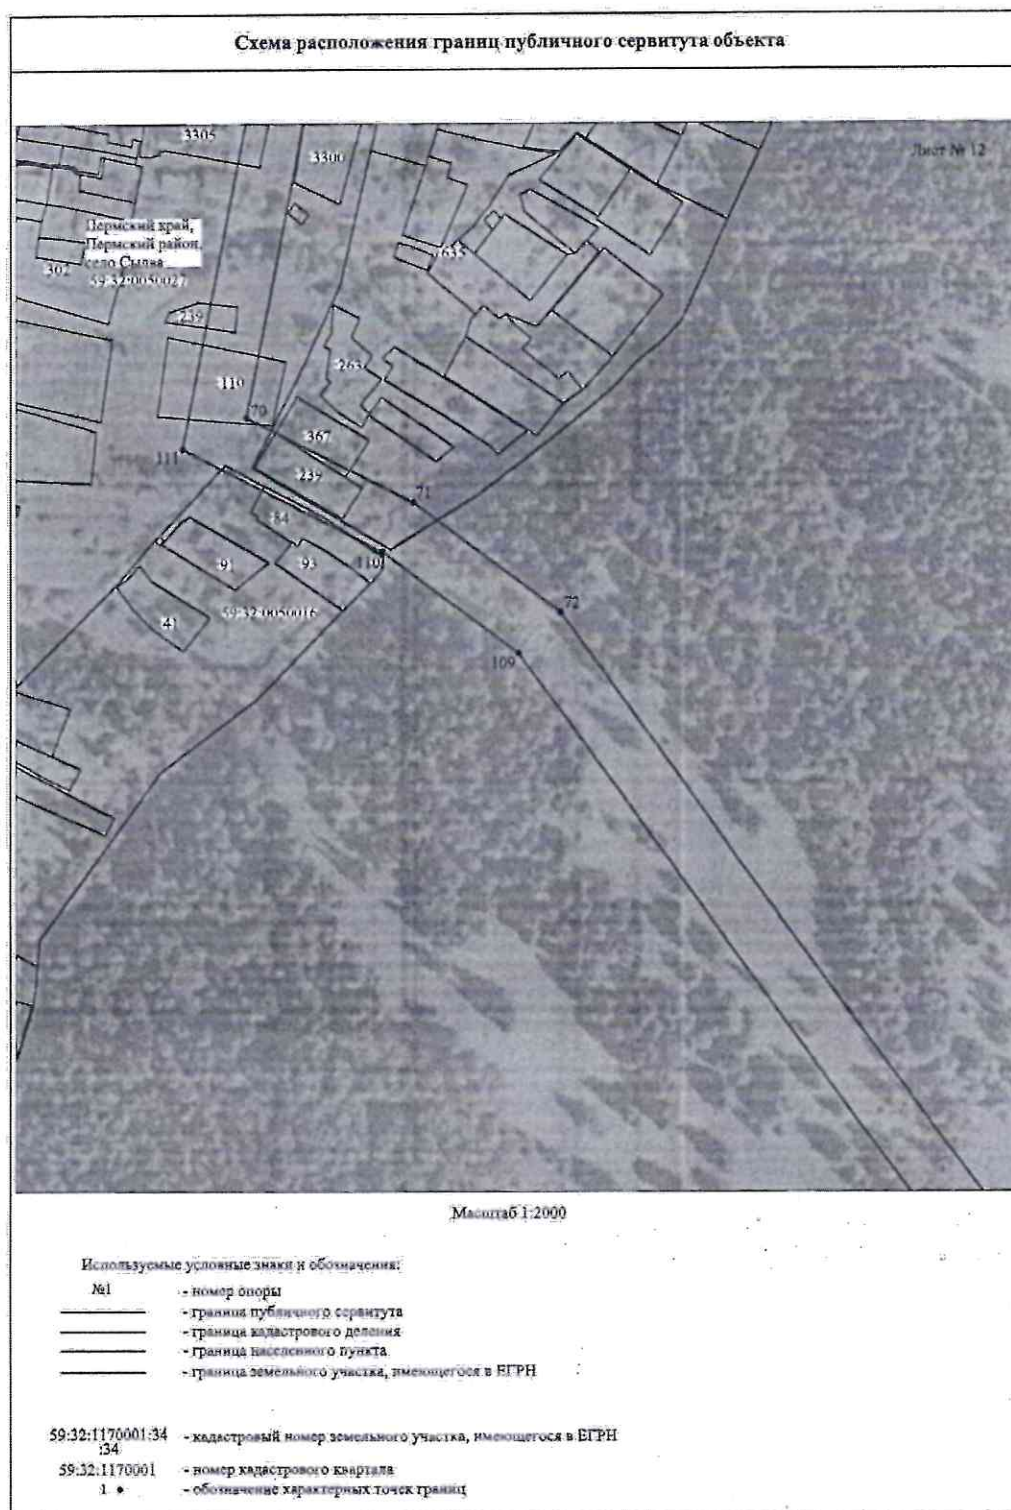 Схема расположения границ публичного сервитута объекта
Лист № 12
3305
3300
Пермский край,
Пермский район,
село Сылва
59:32:0050027
302
239
110
263
70
367
111
239
71
84
110
91
93
59:32:0050016
72
41
109
Масштаб 1:2000
Используемые условные знаки и обозначения:
№1 - номер опоры
- граница публичного сервитута
- граница кадастрового деления
- граница населенного пункта
- граница земельного участка, имеющегося в ЕГРН
59:32:1170001:34 - кадастровый номер земельного участка, имеющегося в ЕГРН
:34
59:32:1170001 - номер кадастрового квартала
1 • - обозначение характерных точек границ